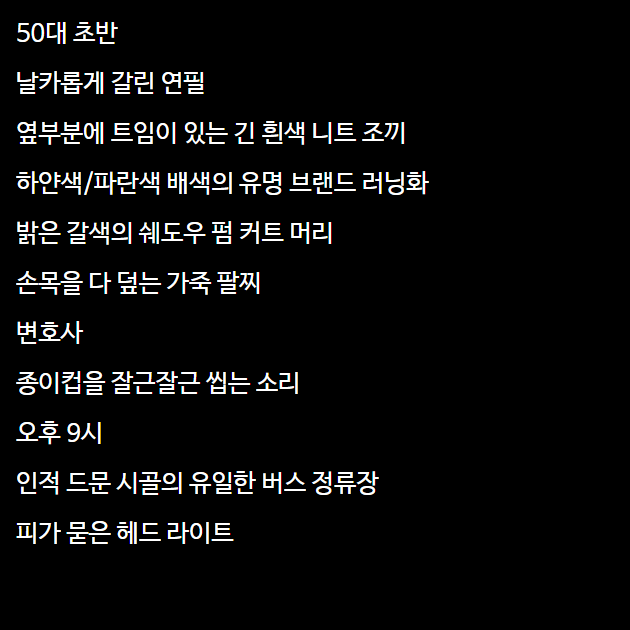 50대 초반
날카롭게 갈린 연필
옆부분에 트임이 있는 긴 흰색 니트 조끼
하얀색/파란색 배색의 유명 브랜드 러닝화
밝은 갈색의 쉐도우 펌 커트 머리
손목을 다 덮는 가죽 팔찌
변호사
종이컵을 잘근잘근 씹는 소리
오후 9시
인적 드문 시골의 유일한 버스 정류장
피가 묻은 헤드 라이트